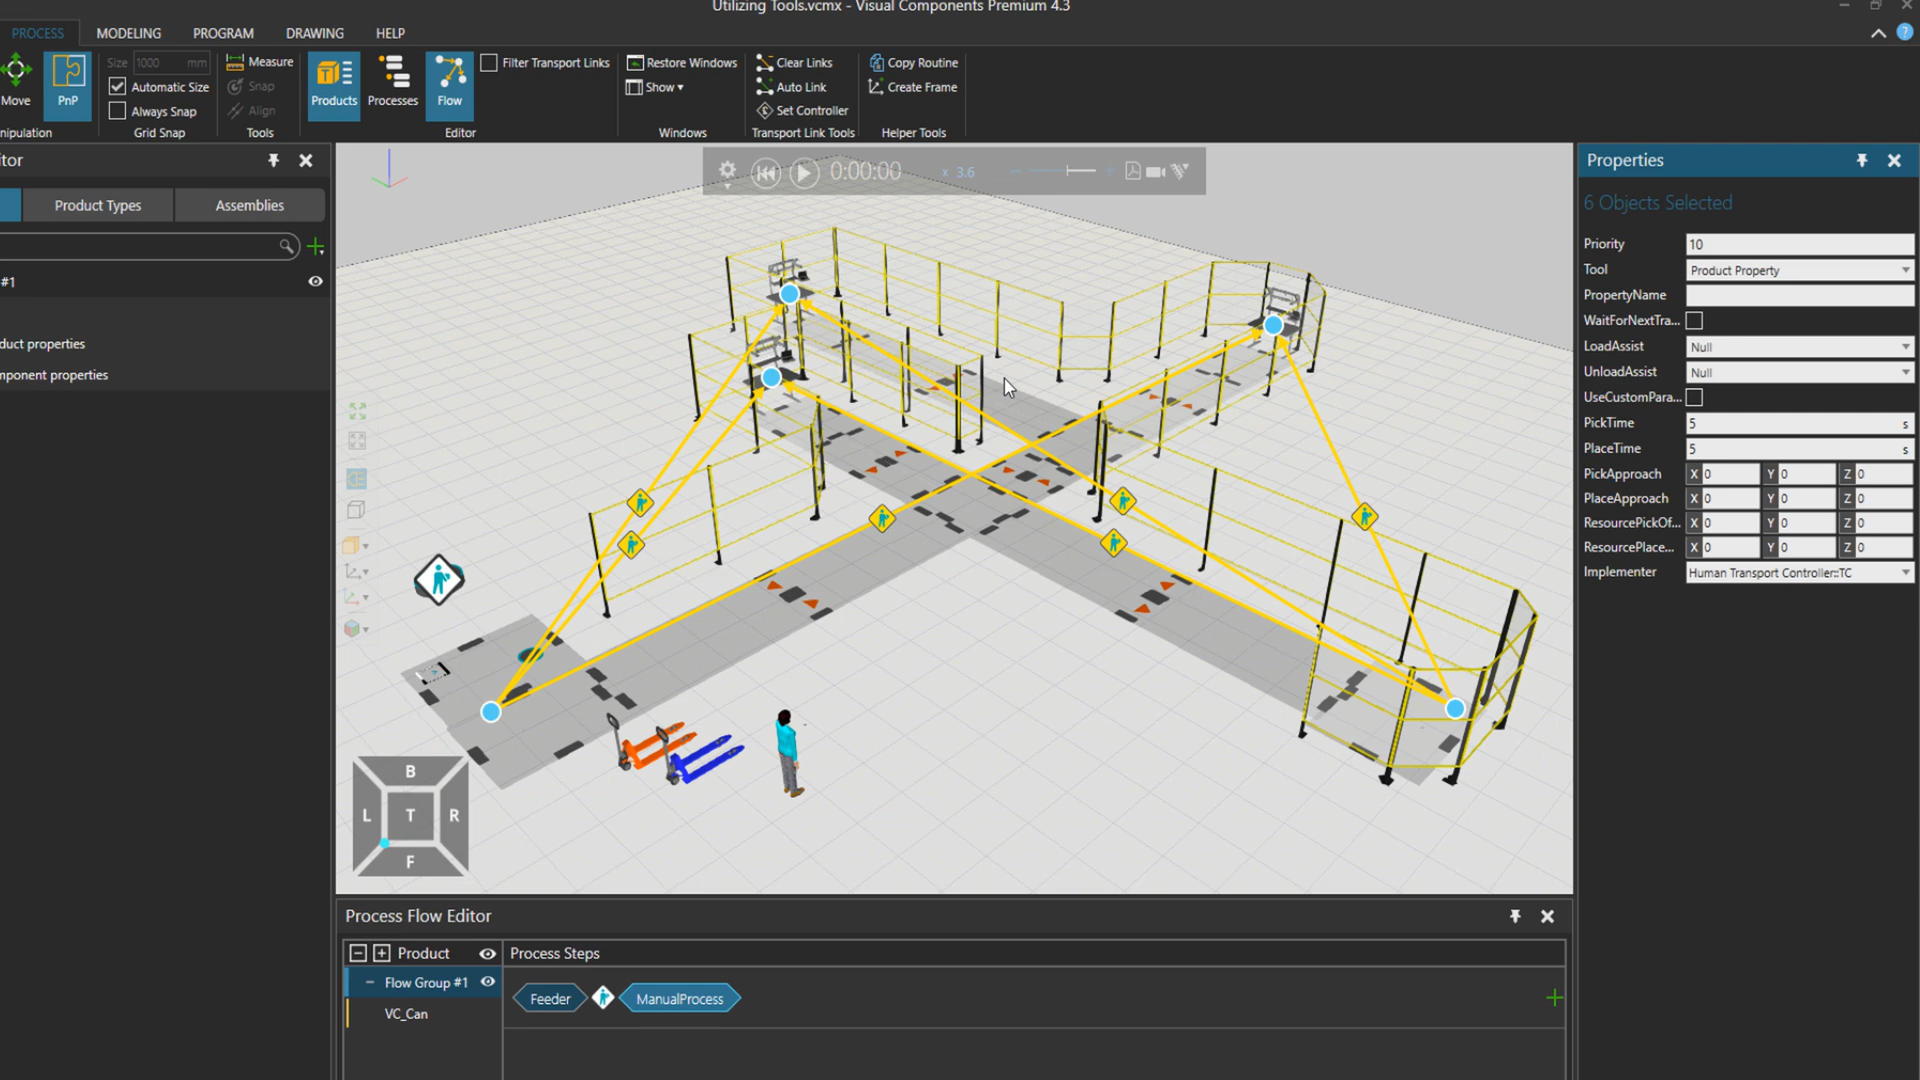 Utilizing Tools.vcmx - Visual Components Premium 4.3
PROCESS MODELING PROGRAM DRAWING HELP
Move
PnP
nipulation
Size 1000 mm
Automatic Size
Always Snap
Grid Snap
Measure
Snap
Align
Tools
Products
Processes
Flow
Filter Transport Links
Editor
Restore Windows
Show
Windows
Clear Links
Auto Link
Set Controller
Transport Link Tools
Copy Routine
Create Frame
Helper Tools
itor
Product Types
Assemblies
#1
duct properties
mponent properties
0:00:00
x 3.6
B
L T R
F
Properties
6 Objects Selected
Priority 10
Tool Product Property
PropertyName
WaitForNextTra...
LoadAssist Null
UnloadAssist Null
UseCustomPara...
PickTime 5 s
PlaceTime 5 s
PickApproach X 0 Y 0 Z 0
PlaceApproach X 0 Y 0 Z 0
ResourcePickOf... X 0 Y 0 Z 0
ResourcePlace... X 0 Y 0 Z 0
Implementer Human Transport Controller::TC
Process Flow Editor
Product
Process Steps
Flow Group #1
Feeder
ManualProcess
VC_Can